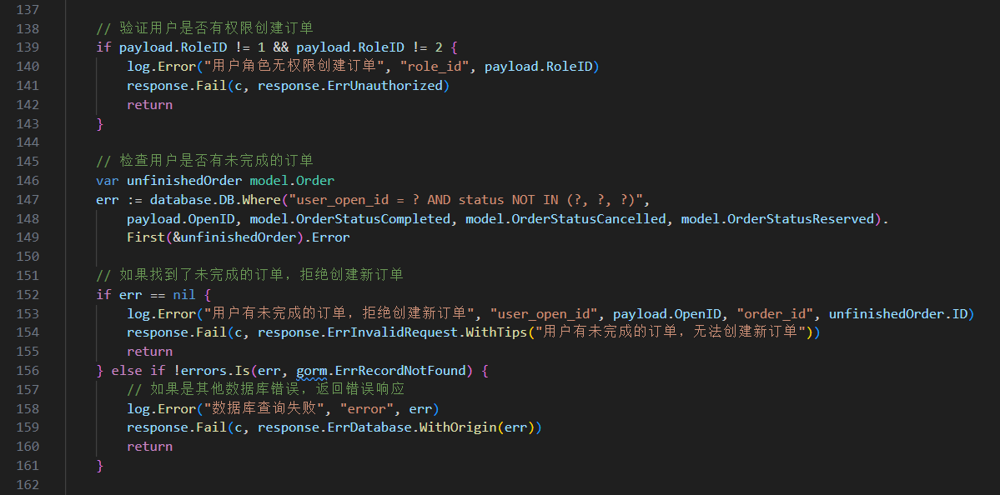 137
138 // 验证用户是否有权限创建订单
139 if payload.RoleID != 1 && payload.RoleID != 2 {
140 log.Error("用户角色无权限创建订单", "role_id", payload.RoleID)
141 response.Fail(c, response.ErrUnauthorized)
142 return
143 }
144
145 // 检查用户是否有未完成的订单
146 var unfinishedOrder model.Order
147 err := database.DB.Where("user_open_id = ? AND status NOT IN (?, ?, ?)",
148 payload.OpenID, model.OrderStatusCompleted, model.OrderStatusCancelled, model.OrderStatusReserved).
149 First(&unfinishedOrder).Error
150
151 // 如果找到了未完成的订单，拒绝创建新订单
152 if err == nil {
153 log.Error("用户有未完成的订单，拒绝创建新订单", "user_open_id", payload.OpenID, "order_id", unfinishedOrder.ID)
154 response.Fail(c, response.ErrInvalidRequest.WithTips("用户有未完成的订单，无法创建新订单"))
155 return
156 } else if !errors.Is(err, gorm.ErrRecordNotFound) {
157 // 如果是其他数据库错误，返回错误响应
158 log.Error("数据库查询失败", "error", err)
159 response.Fail(c, response.ErrDatabase.WithOrigin(err))
160 return
161 }
162